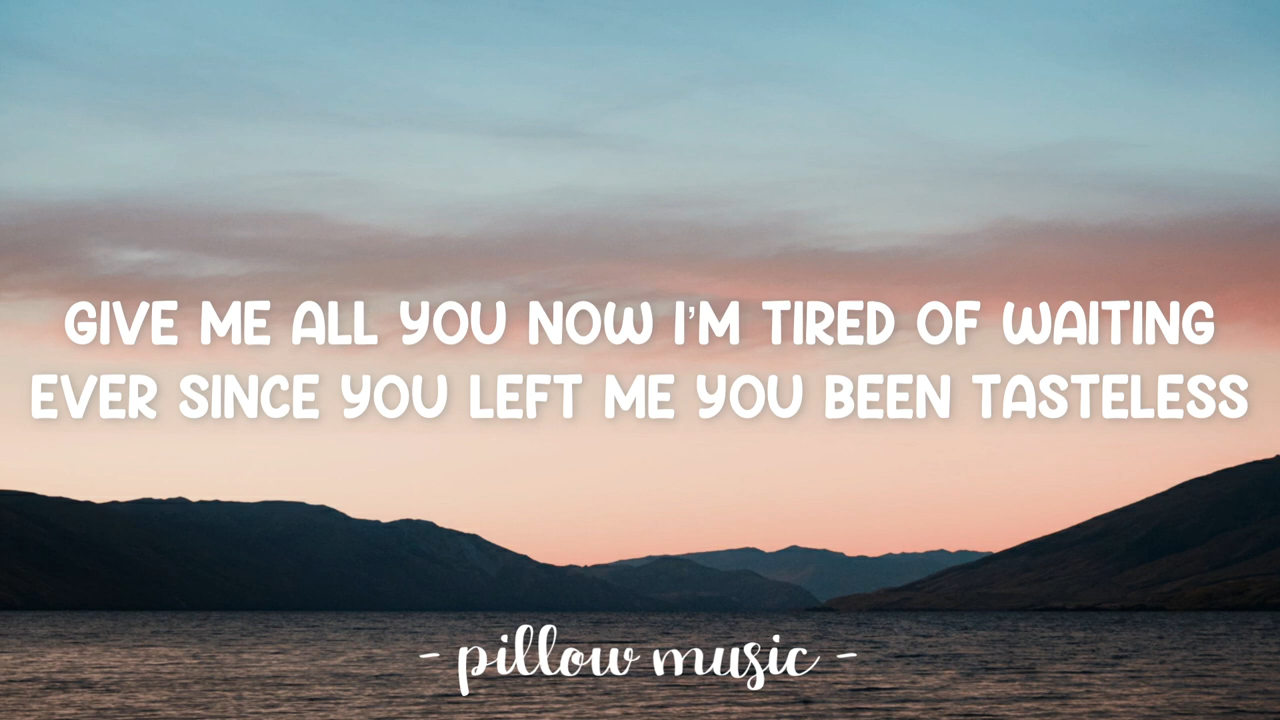 GIVE ME ALL YOU NOW I'M TIRED OF WAITING
EVER SINCE YOU LEFT ME YOU BEEN TASTELESS
- pillow music -